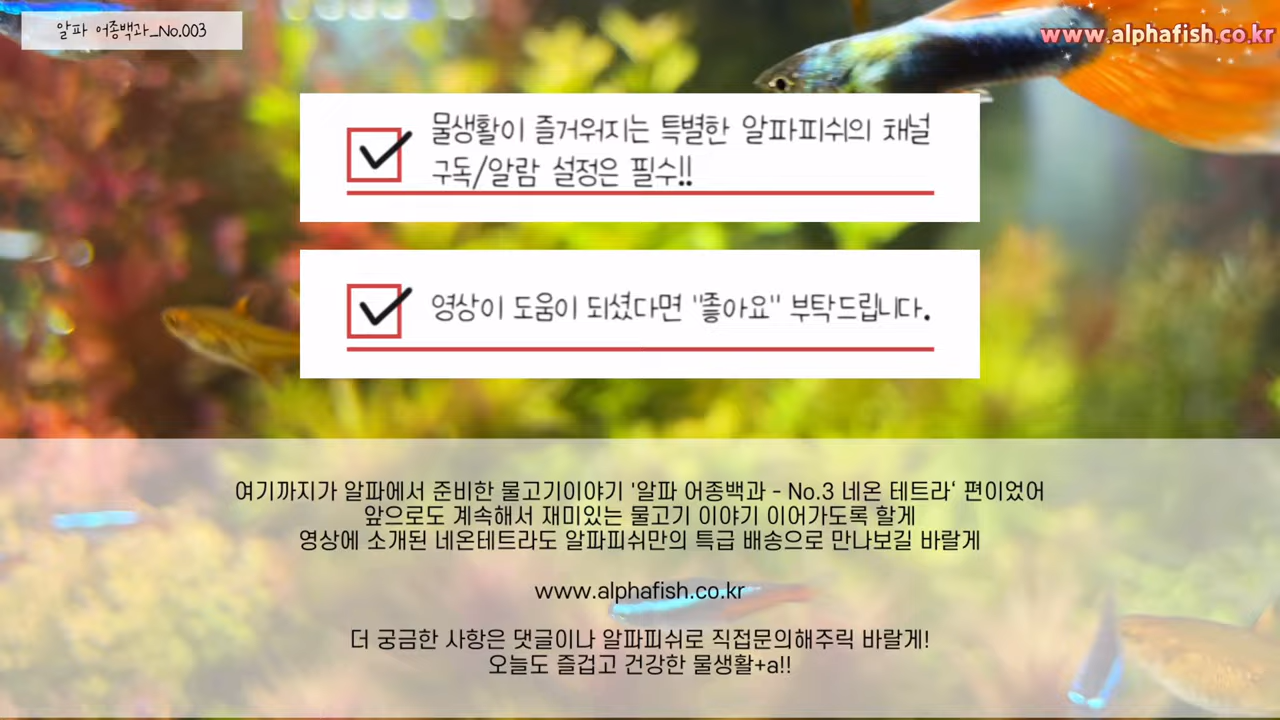 알파 어종백과_No.003
www.alphafish.co.kr
물생활이 즐거워지는 특별한 알파피쉬의 채널
구독/알람 설정은 필수!!
영상이 도움이 되셨다면 "좋아요" 부탁드립니다.
여기까지가 알파에서 준비한 물고기이야기 '알파 어종백과 - No.3 네온 테트라‘ 편이었어
앞으로도 계속해서 재미있는 물고기 이야기 이어가도록 할게
영상에 소개된 네온테트라도 알파피쉬만의 특급 배송으로 만나보길 바랄게
www.alphafish.co.kr
더 궁금한 사항은 댓글이나 알파피쉬로 직접문의해주릭 바랄게!
오늘도 즐겁고 건강한 물생활+a!!